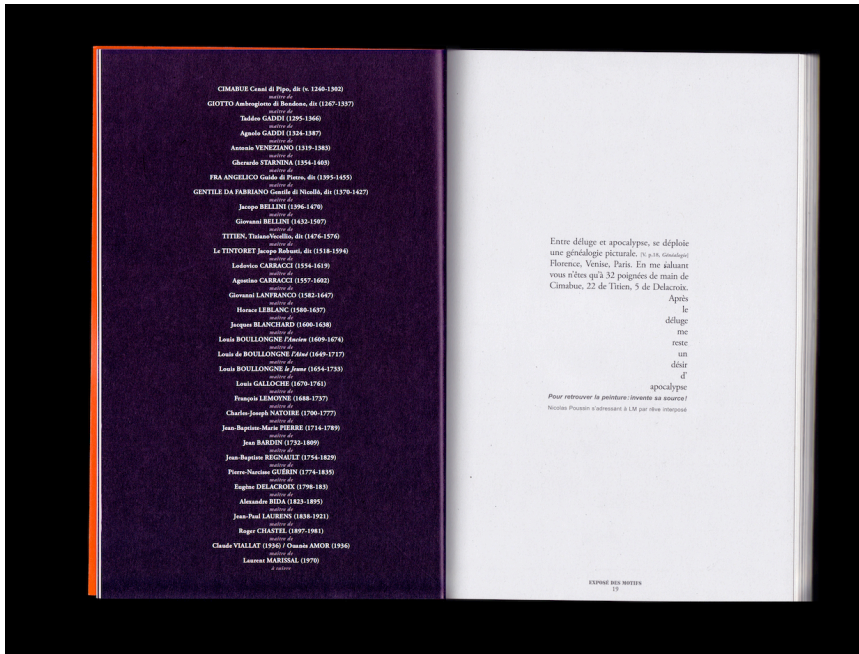 CIMABUE Cenni di Pipo, dit (v. 1240-1302)
maître de
GIOTTO Ambrogiotto di Bondone, dit (1267-1337)
maître de
Taddeo GADDI (1295-1366)
maître de
Agnolo GADDI (1324-1387)
maître de
Antonio VENEZIANO (1319-1383)
maître de
Gherardo STARNINA (1354-1403)
maître de
FRA ANGELICO Guido di Pietro, dit (1395-1455)
maître de
GENTILE DA FABRIANO Gentile di Nicollò, dit (1370-1427)
maître de
Jacopo BELLINI (1396-1470)
maître de
Giovanni BELLINI (1432-1507)
maître de
TITIEN, TizianoVecellio, dit (1476-1576)
maître de
Le TINTORET Jacopo Robusti, dit (1518-1594)
maître de
Lodovico CARRACCI (1554-1619)
maître de
Agostino CARRACCI (1557-1602)
maître de
Giovanni LANFRANCO (1582-1647)
maître de
Horace LEBLANC (1580-1637)
maître de
Jacques BLANCHARD (1600-1638)
maître de
Louis BOULLONGNE l'Ancien (1609-1674)
maître de
Louis de BOULLONGNE l'Aîné (1649-1717)
maître de
Louis BOULLONGNE le Jeune (1654-1733)
maître de
Louis GALLOCHE (1670-1761)
maître de
François LEMOYNE (1688-1737)
maître de
Charles-Joseph NATOIRE (1700-1777)
maître de
Jean-Baptiste-Marie PIERRE (1714-1789)
maître de
Jean BARDIN (1732-1809)
maître de
Jean-Baptiste REGNAULT (1754-1829)
maître de
Pierre-Narcisse GUÉRIN (1774-1835)
maître de
Eugène DELACROIX (1798-183)
maître de
Alexandre BIDA (1823-1895)
maître de
Jean-Paul LAURENS (1838-1921)
maître de
Roger CHASTEL (1897-1981)
maître de
Claude VIALLAT (1936) / Ouanès AMOR (1936)
maître de
Laurent MARISSAL (1970)
à suivre
Entre déluge et apocalypse, se déploie
une généalogie picturale. [V. p.18, Généalogie]
Florence, Venise, Paris. En me saluant
vous n'êtes qu'à 32 poignées de main de
Cimabue, 22 de Titien, 5 de Delacroix.
Après
le
déluge
me
reste
un
désir
d'
apocalypse
Pour retrouver la peinture: invente sa source!
Nicolas Poussin s'adressant à LM par rêve interposé
EXPOSÉ DES MOTIFS
19